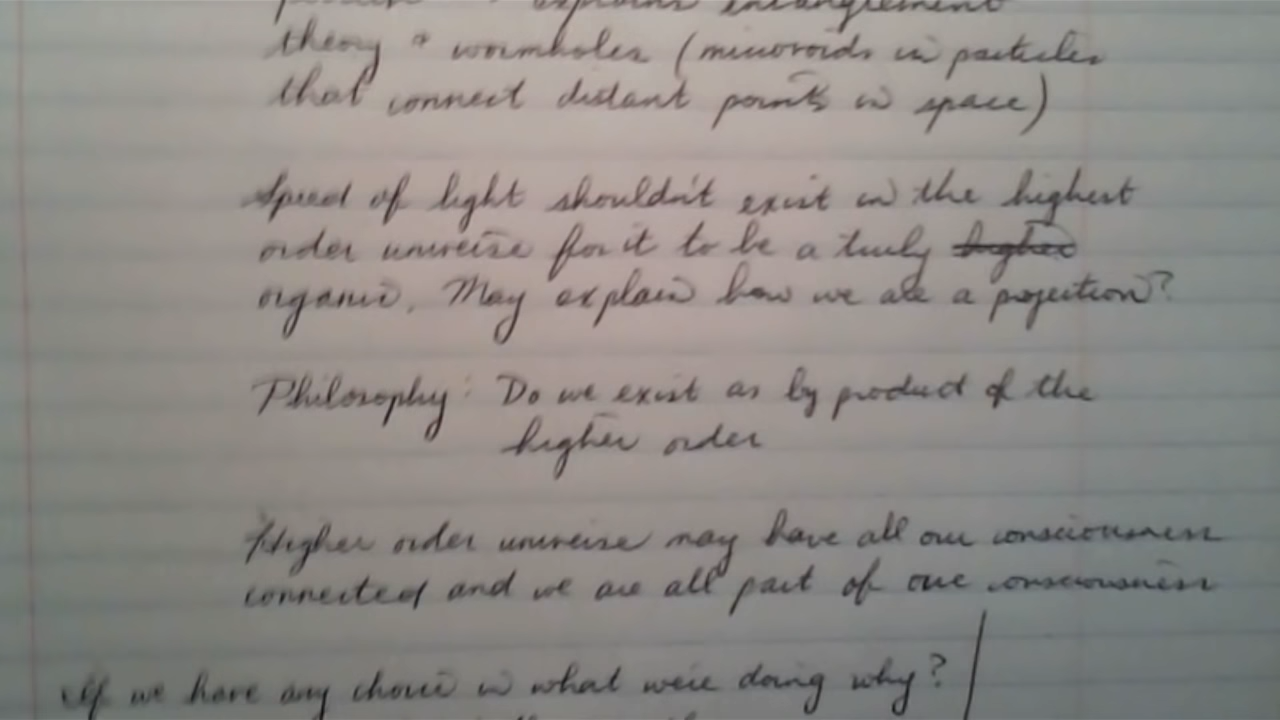 explains entanglement
theory + wormholes (microvoids in particles
that connect distant points in space)
Speed of light shouldn't exist in the highest
order universe for it to be a truly higher
organic. May explain how we are a projection?
Philosophy: Do we exist as by product of the
higher order
Higher order universe may have all our consciousness
connected and we are all part of one consciousness
If we have any choice in what we're doing why?